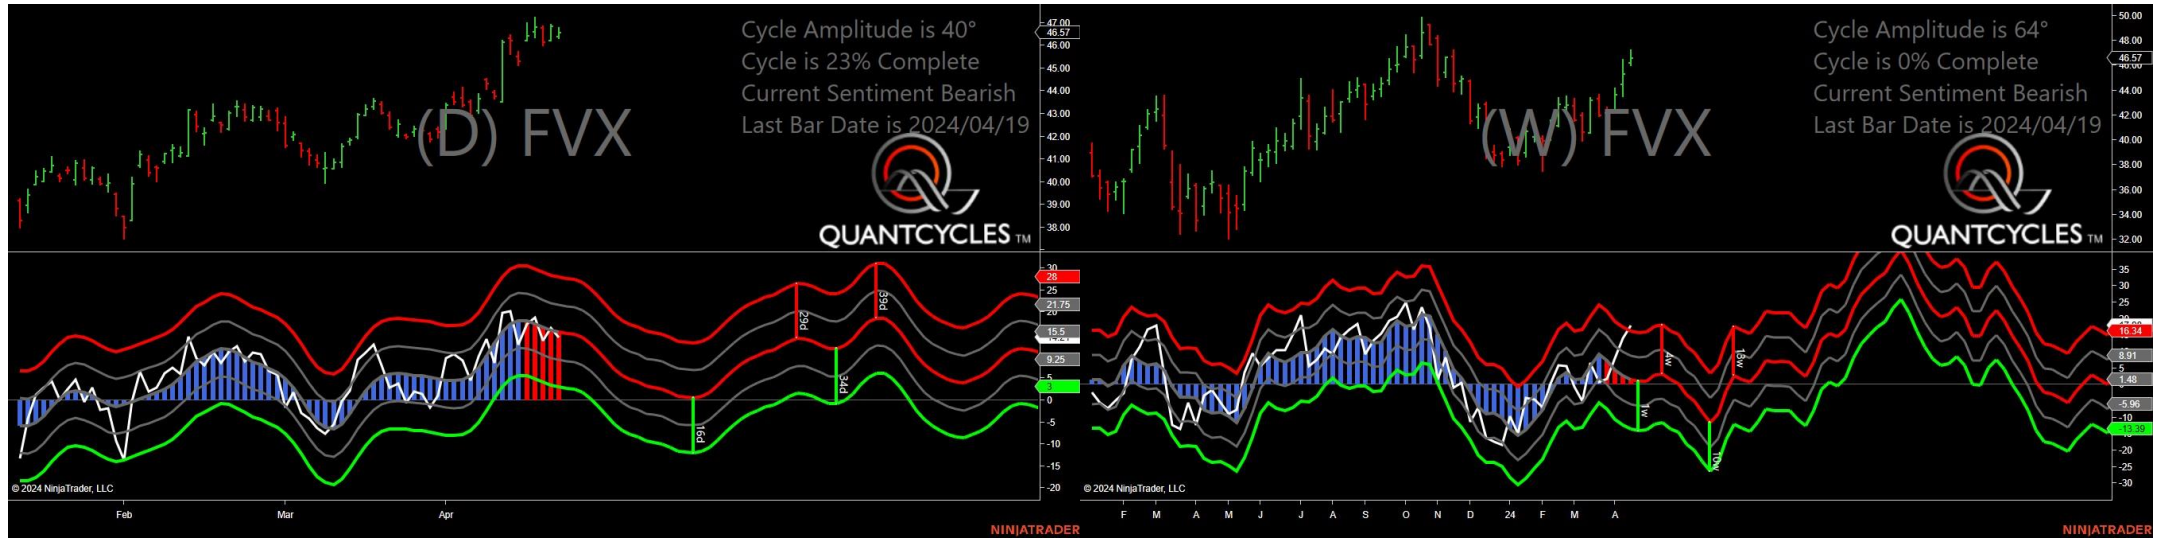 Cycle Amplitude is 40°
Cycle is 23% Complete
Current Sentiment Bearish
Last Bar Date is 2024/04/19
(D) FVX
QUANTCYCLES TM
47.00
46.57
46.00
45.00
44.00
43.00
42.00
41.00
40.00
39.00
38.00
30
28
25
21.75
20
15.5
14.21
9.25
5
3
0
-5
-10
-15
-20
29d
39d
34d
16d
© 2024 NinjaTrader, LLC
Feb Mar Apr
NINJATRADER
Cycle Amplitude is 64°
Cycle is 0% Complete
Current Sentiment Bearish
Last Bar Date is 2024/04/19
(W) FVX
QUANTCYCLES TM
50.00
48.00
46.57
46.00
44.00
42.00
40.00
38.00
36.00
34.00
32.00
35
30
25
20
16.34
8.91
5
1.48
-5.96
-10
-13.39
-20
-25
-30
4w
13w
1w
10w
© 2024 NinjaTrader, LLC
F M A M J J A S O N D 24 F M A
NINJATRADER